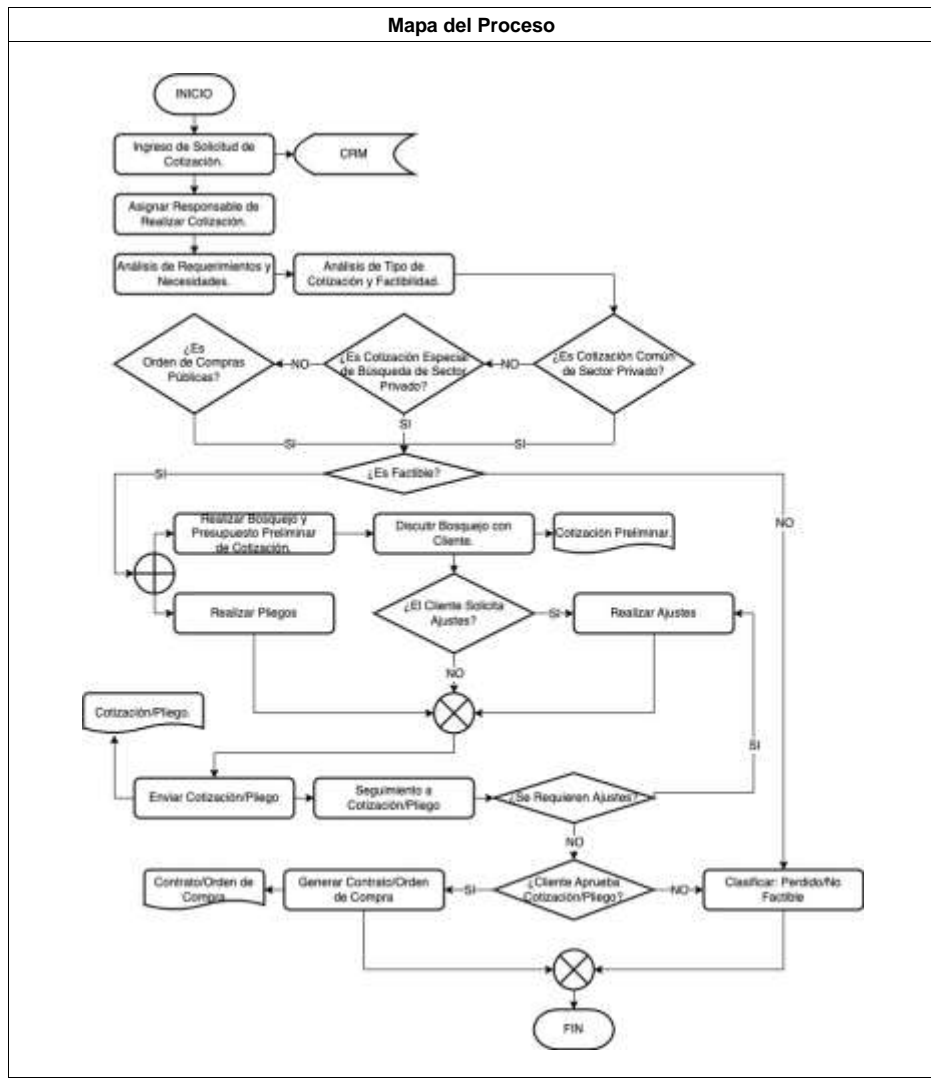 Mapa del Proceso
INICIO
Ingreso de Solicitud de
Cotización.
CRM
Asignar Responsable de
Realizar Cotización.
Análisis de Requerimientos y
Necesidades.
Análisis de Tipo de
Cotización y Factibilidad.
¿Es
Orden de Compras
Públicas?
NO
¿Es Cotización Especial
de Búsqueda de Sector
Privado?
NO
¿Es Cotización Común
de Sector Privado?
SI
SI
SI
¿Es Factible?
SI
NO
Realizar Bosquejo y
Presupuesto Preliminar
de Cotización.
Discutir Bosquejo con
Cliente.
Cotización Preliminar.
Realizar Pliegos
¿El Cliente Solicita
Ajustes?
SI
Realizar Ajustes
NO
Cotización/Pliego.
SI
Enviar Cotización/Pliego
Seguimiento a
Cotización/Pliego
¿Se Requieren Ajustes?
NO
Contrato/Orden de
Compra
Generar Contrato/Orden
de Compra
SI
¿Cliente Aprueba
Cotización/Pliego?
NO
Clasificar: Perdido/No
Factible
FIN